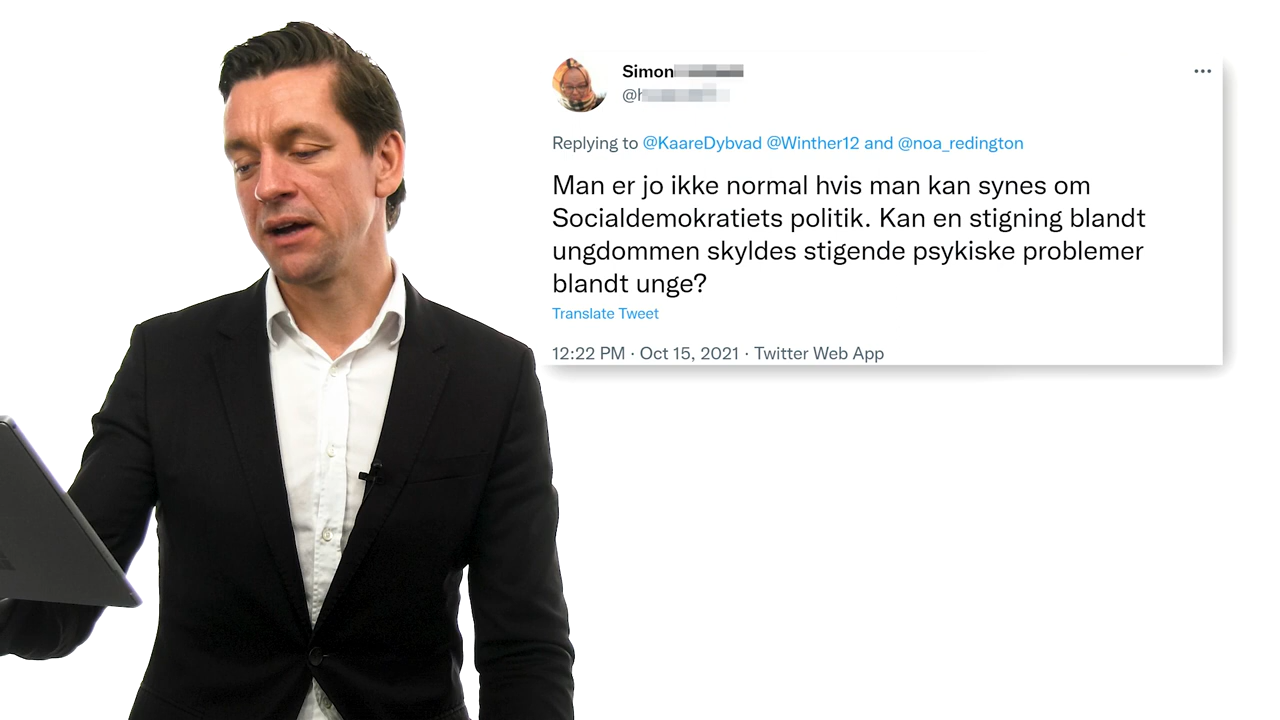 Simon
@h
Replying to @KaareDybvad @Winther12 and @noa_redington
Man er jo ikke normal hvis man kan synes om
Socialdemokratiets politik. Kan en stigning blandt
ungdommen skyldes stigende psykiske problemer
blandt unge?
Translate Tweet
12:22 PM · Oct 15, 2021 · Twitter Web App